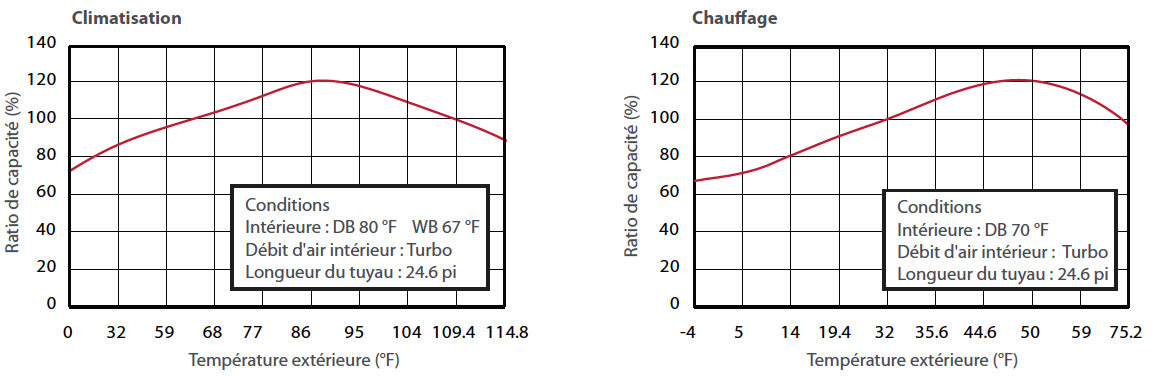 Climatisation
140
120
100
80
60
40
20
0
Ratio de capacité (%)
0 32 59 68 77 86 95 104 109.4 114.8
Température extérieure (°F)
Conditions
Intérieure : DB 80 °F WB 67 °F
Débit d'air intérieur : Turbo
Longueur du tuyau : 24.6 pi
Chauffage
140
120
100
80
60
40
20
0
Ratio de capacité (%)
-4 5 14 19.4 32 35.6 44.6 50 59 75.2
Température extérieure (°F)
Conditions
Intérieure : DB 70 °F
Débit d'air intérieur : Turbo
Longueur du tuyau : 24.6 pi